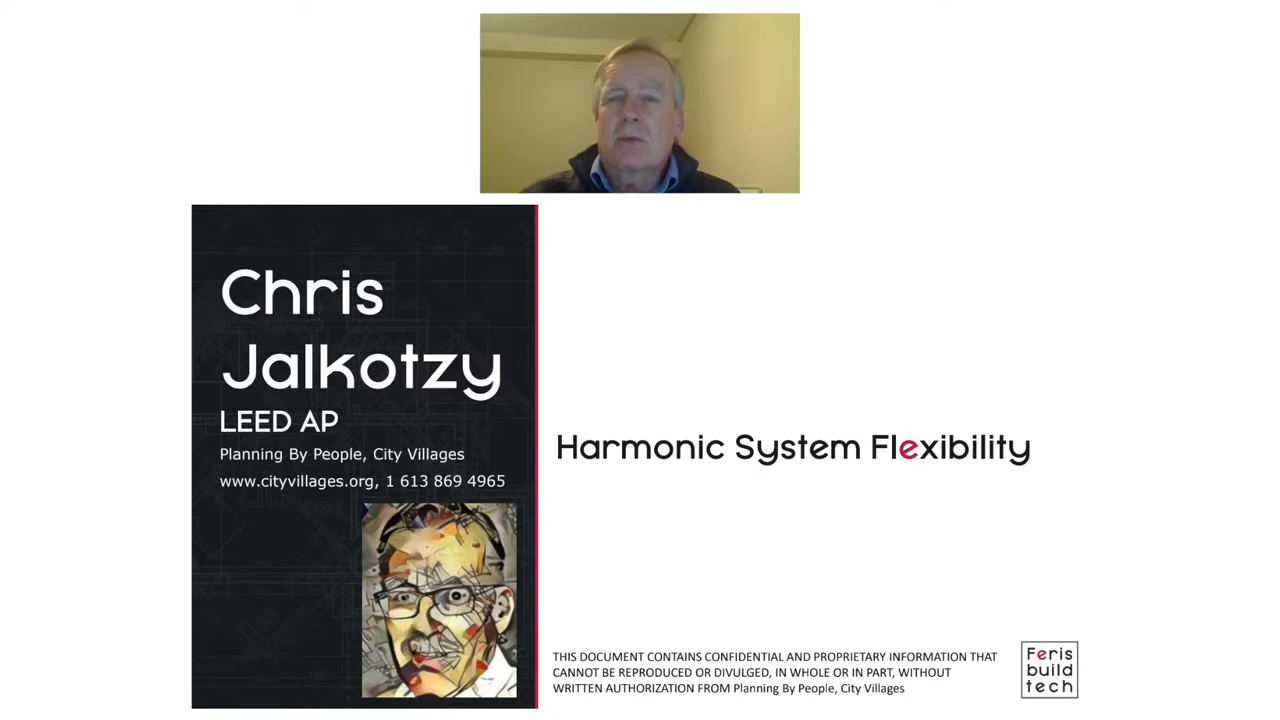 Chris
Jalkotzy
LEED AP
Planning By People, City Villages
www.cityvillages.org, 1 613 869 4965
Harmonic System Flexibility
THIS DOCUMENT CONTAINS CONFIDENTIAL AND PROPRIETARY INFORMATION THAT
CANNOT BE REPRODUCED OR DIVULGED, IN WHOLE OR IN PART, WITHOUT
WRITTEN AUTHORIZATION FROM Planning By People, City Villages
Feris
build
tech